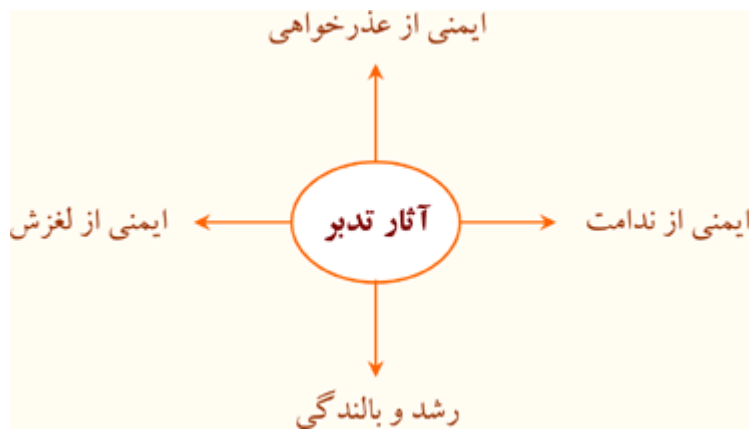 ایمنی از عذرخواهی
ایمنی از ندامت
آثار تدبر
ایمنی از لغزش
رشد و بالندگی